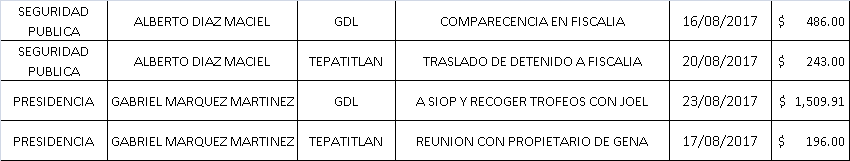 SEGURIDAD PUBLICA ALBERTO DIAZ MACIEL GDL COMPARECENCIA EN FISCALIA 16/08/2017 $ 486.00
SEGURIDAD PUBLICA ALBERTO DIAZ MACIEL TEPATITLAN TRASLADO DE DETENIDO A FISCALIA 20/08/2017 $ 243.00
PRESIDENCIA GABRIEL MARQUEZ MARTINEZ GDL A SIOP Y RECOGER TROFEOS CON JOEL 23/08/2017 $ 1,509.91
PRESIDENCIA GABRIEL MARQUEZ MARTINEZ TEPATITLAN REUNION CON PROPIETARIO DE GENA 17/08/2017 $ 196.00